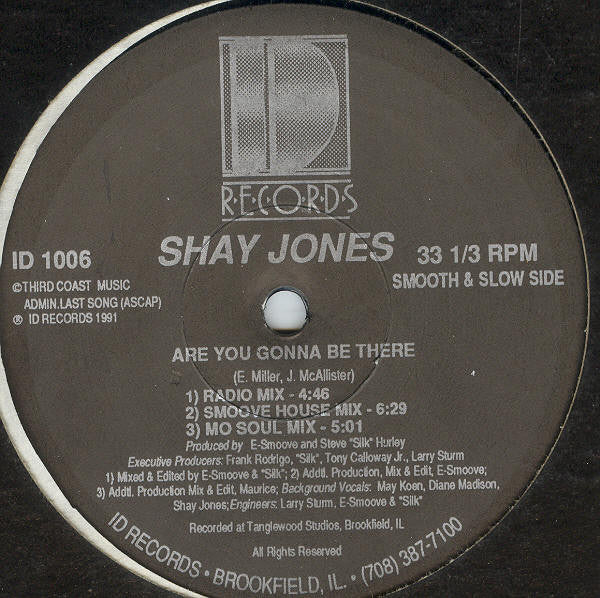 ID
R·E·C·O·R·D·S
SHAY JONES
ID 1006
33 1/3 RPM
SMOOTH & SLOW SIDE
©THIRD COAST MUSIC
ADMIN.LAST SONG (ASCAP)
℗ ID RECORDS 1991
ARE YOU GONNA BE THERE
(E. Miller, J. McAllister)
1) RADIO MIX - 4:46
2) SMOOVE HOUSE MIX - 6:29
3) MO SOUL MIX - 5:01
Produced by E-Smoove and Steve "Silk" Hurley
Executive Producers: Frank Rodrigo, "Silk", Tony Calloway Jr., Larry Sturm
1) Mixed & Edited by E-Smoove & "Silk"; 2) Addtl. Production, Mix & Edit, E-Smoove;
3) Addtl. Production Mix & Edit, Maurice; Background Vocals: May Koen, Diane Madison,
Shay Jones;Engineers: Larry Sturm, E-Smoove & "Silk"
Recorded at Tanglewood Studios, Brookfield, IL
All Rights Reserved
ID RECORDS • BROOKFIELD, IL. • (708) 387-7100